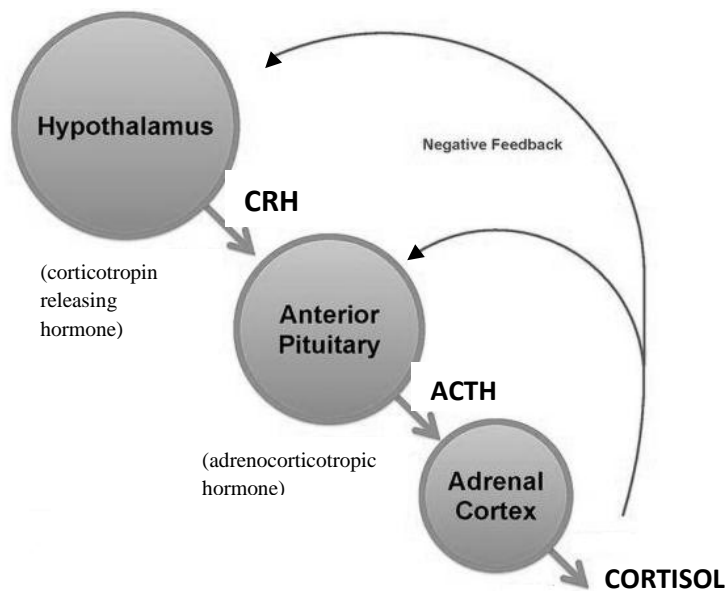 Hypothalamus
Negative Feedback
CRH
(corticotropin
releasing
hormone)
Anterior
Pituitary
ACTH
(adrenocorticotropic
hormone)
Adrenal
Cortex
CORTISOL